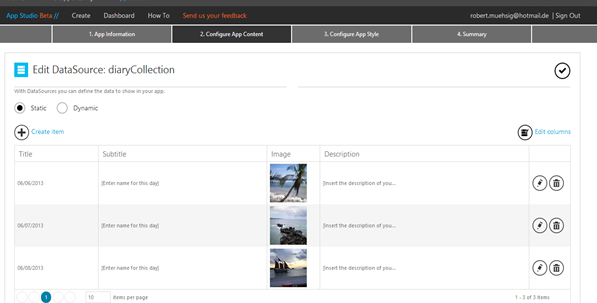 App Studio Beta // Create Dashboard How To Send us your feedback robert.muehsig@hotmail.de | Sign Out
1. App Information 2. Configure App Content 3. Configure App Style 4. Summary
Edit DataSource: diaryCollection
With DataSources you can define the data to show in your app.
Static Dynamic
Create item Edit columns
Title Subtitle Image Description
06/06/2013 [Enter name for this day] [Insert the description of you...
06/07/2013 [Enter name for this day] [Insert the description of you...
06/08/2013 [Enter name for this day] [Insert the description of you...
1 10 items per page 1 - 3 of 3 items